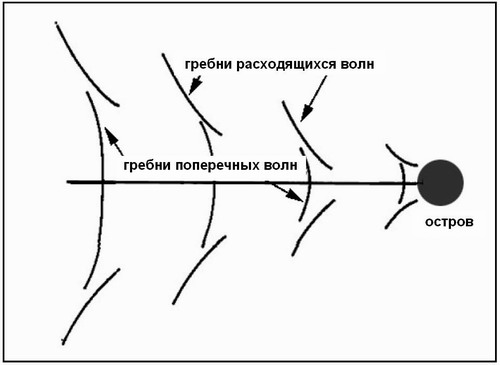 гребни расходящихся волн
гребни поперечных волн
остров